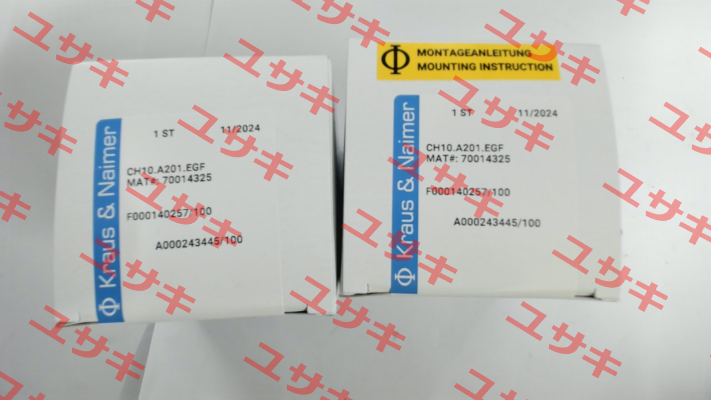 Kraus & Naimer
1 ST 11/2024
CH10.A201.EGF
MAT#: 70014325
F000140257/100
A000243445/100
MONTAGEANLEITUNG
MOUNTING INSTRUCTION
Kraus & Naimer
1 ST 11/2024
CH10.A201.EGF
MAT#: 70014325
F000140257/100
A000243445/100
ユサキ